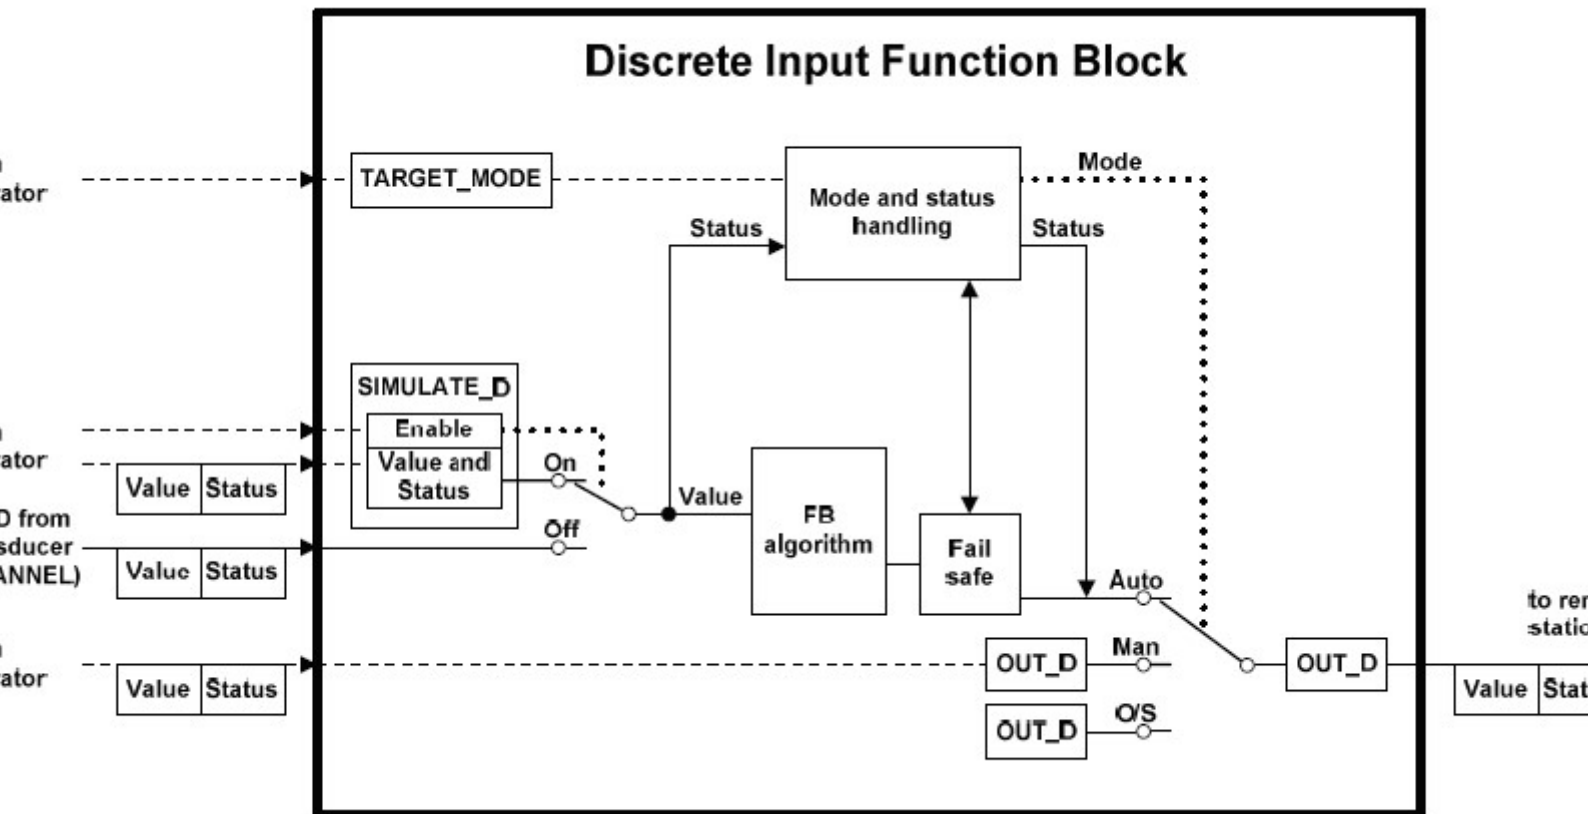 Discrete Input Function Block
ator
TARGET_MODE
Mode and status
handling
Mode
Status
Status
SIMULATE_D
Enable
Value and
Status
ator
Value Status
D from
sducer
ANNEL)
Value Status
On
Off
Value
FB
algorithm
Fail
safe
Auto
Man
O/S
ator
Value Status
OUT_D
OUT_D
OUT_D
to rem
static
Value Stat